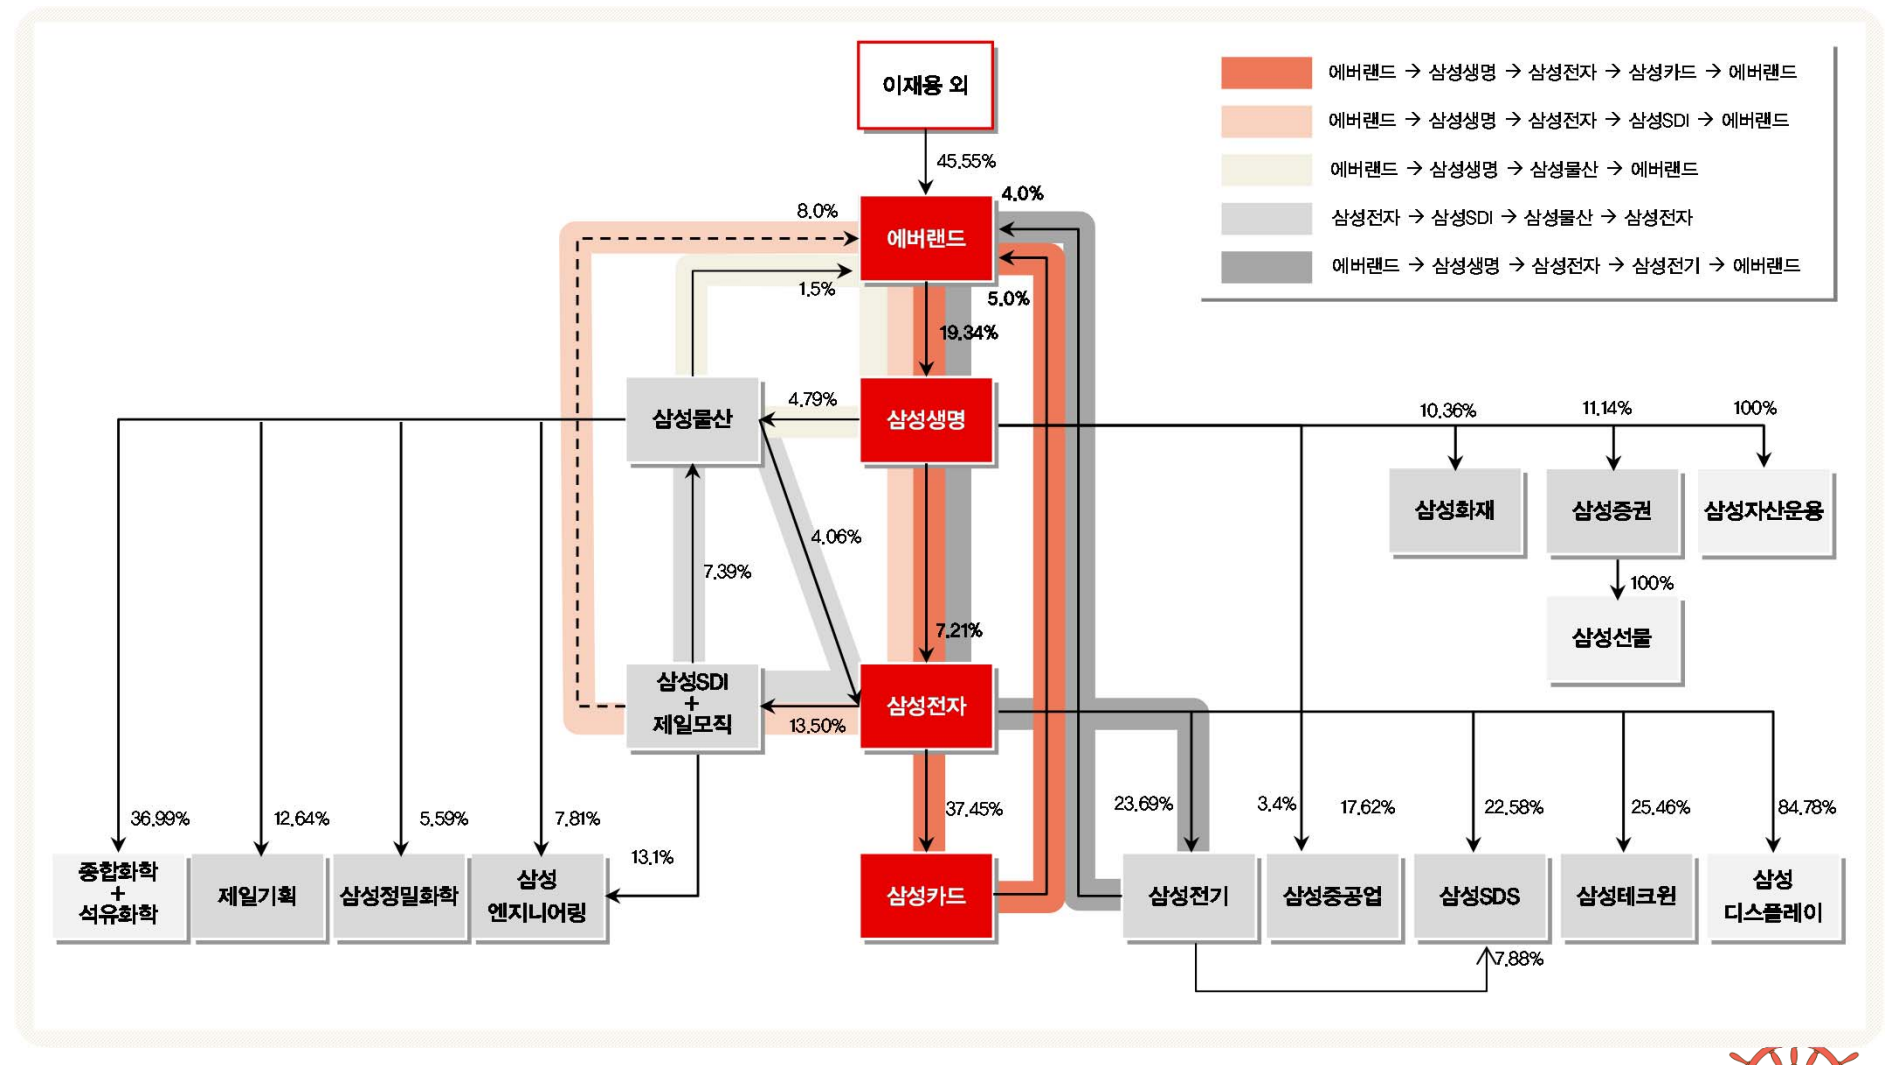 이재용 외
에버랜드 → 삼성생명 → 삼성전자 → 삼성카드 → 에버랜드
에버랜드 → 삼성생명 → 삼성전자 → 삼성SDI → 에버랜드
에버랜드 → 삼성생명 → 삼성물산 → 에버랜드
삼성전자 → 삼성SDI → 삼성물산 → 삼성전자
에버랜드 → 삼성생명 → 삼성전자 → 삼성전기 → 에버랜드
45.55%
8.0%
4.0%
에버랜드
1.5%
5.0%
19.34%
삼성물산
4.79%
삼성생명
10.36%
11.14%
100%
삼성화재
삼성증권
삼성자산운용
4.06%
7.39%
100%
7.21%
삼성선물
삼성SDI
+
제일모직
13.50%
삼성전자
36.99%
12.64%
5.59%
7.81%
13.1%
37.45%
23.69%
3.4%
17.62%
22.58%
25.46%
84.78%
종합화학
+
석유화학
제일기획
삼성정밀화학
삼성
엔지니어링
삼성카드
삼성전기
삼성중공업
삼성SDS
삼성테크윈
삼성
디스플레이
7.88%